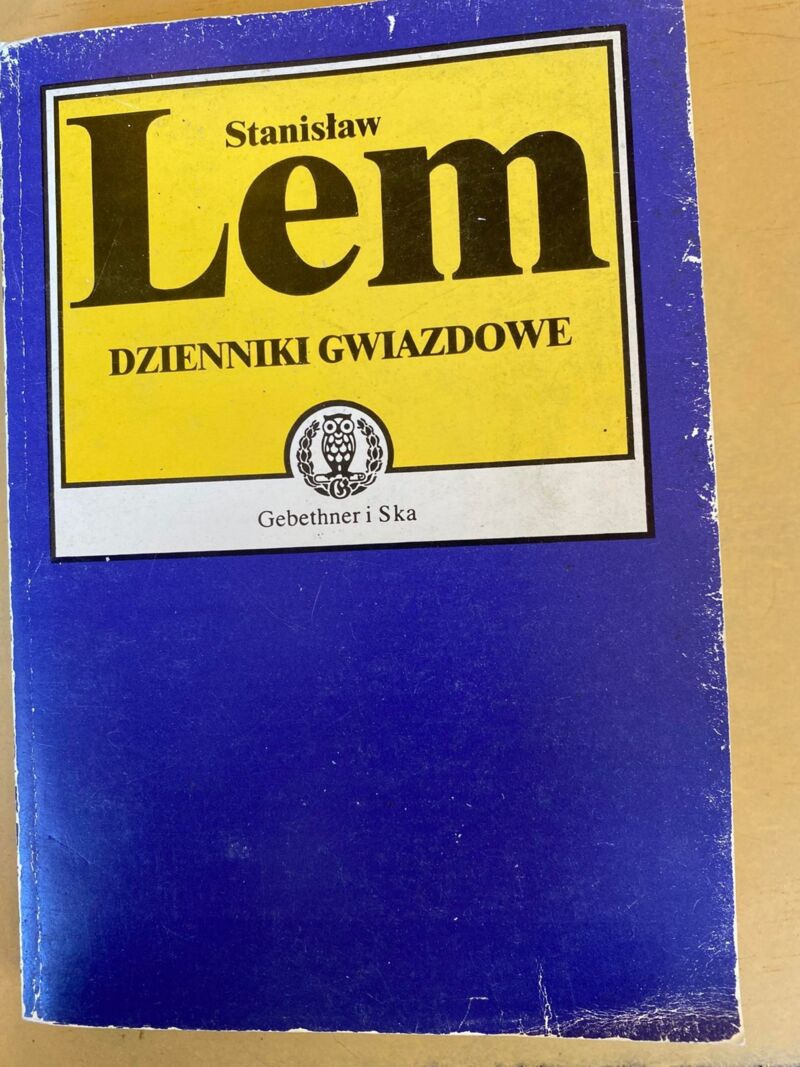 Stanisław
Lem
DZIENNIKI GWIAZDOWE
G
Gebethner i Ska